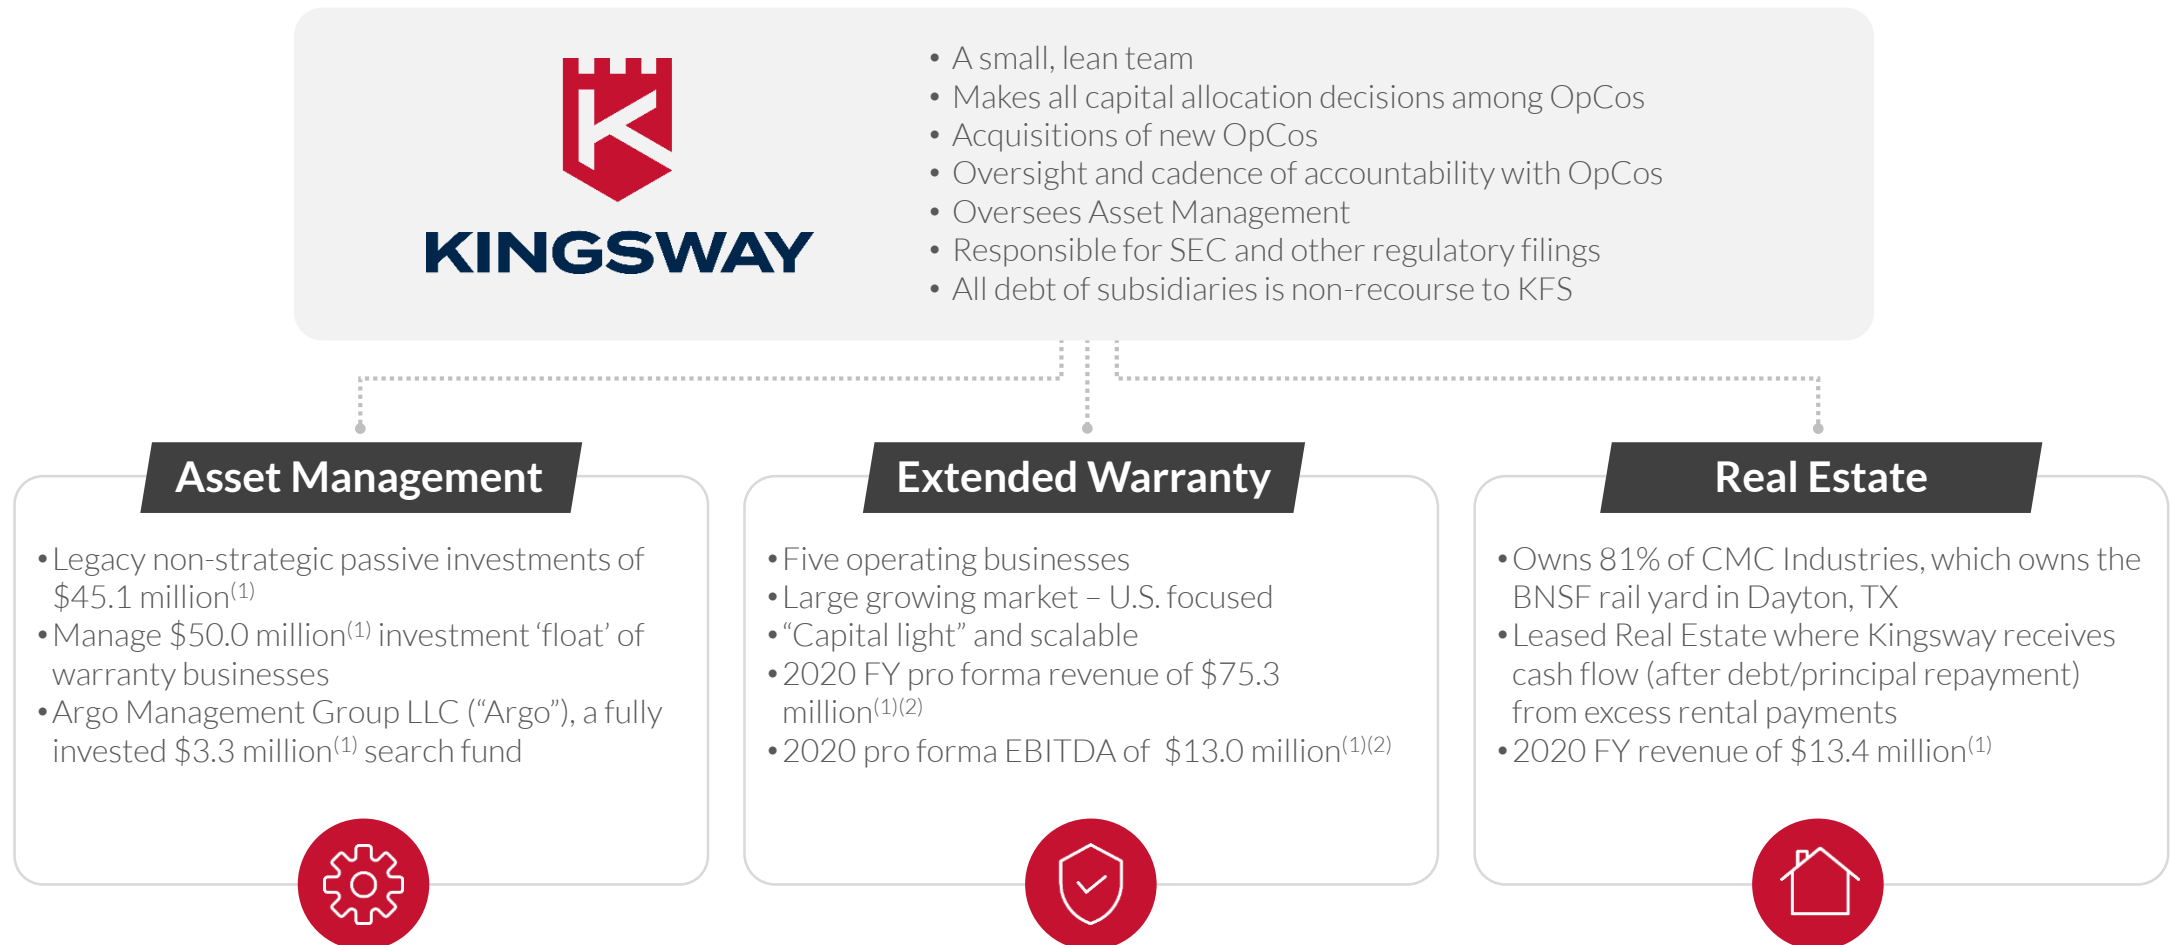 KINGSWAY
• A small, lean team
• Makes all capital allocation decisions among OpCos
• Acquisitions of new OpCos
• Oversight and cadence of accountability with OpCos
• Oversees Asset Management
• Responsible for SEC and other regulatory filings
• All debt of subsidiaries is non-recourse to KFS
Asset Management
• Legacy non-strategic passive investments of
$45.1 million(1)
• Manage $50.0 million(1) investment ‘float’ of
warranty businesses
• Argo Management Group LLC (“Argo”), a fully
invested $3.3 million(1) search fund
Extended Warranty
• Five operating businesses
• Large growing market – U.S. focused
• “Capital light” and scalable
• 2020 FY pro forma revenue of $75.3
million(1)(2)
• 2020 pro forma EBITDA of $13.0 million(1)(2)
Real Estate
• Owns 81% of CMC Industries, which owns the
BNSF rail yard in Dayton, TX
• Leased Real Estate where Kingsway receives
cash flow (after debt/principal repayment)
from excess rental payments
• 2020 FY revenue of $13.4 million(1)